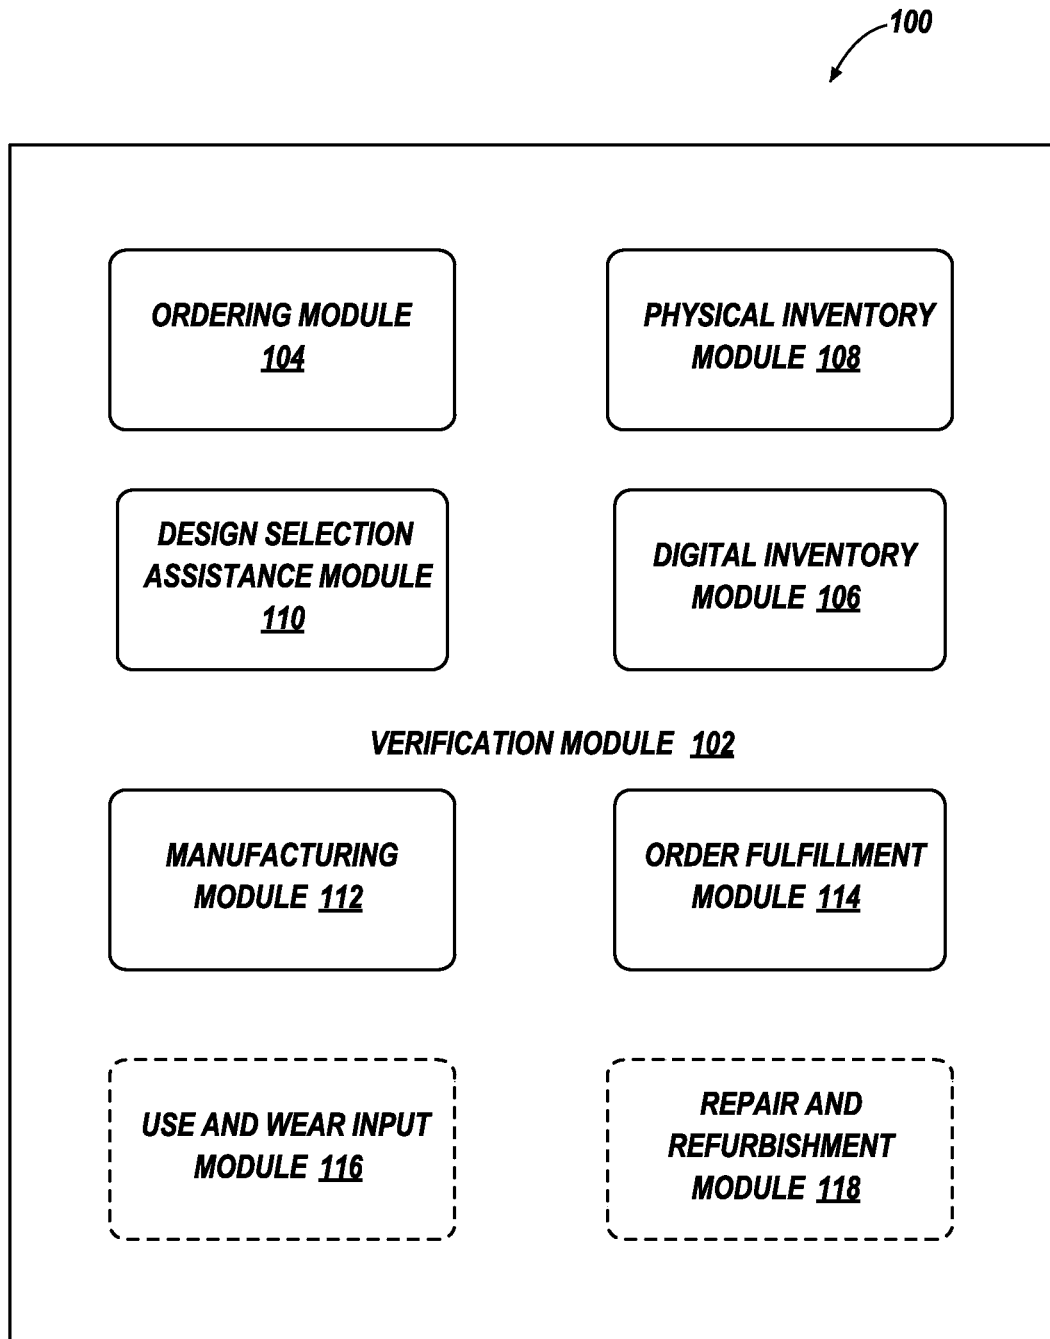 100
ORDERING MODULE
104
PHYSICAL INVENTORY
MODULE 108
DESIGN SELECTION
ASSISTANCE MODULE
110
DIGITAL INVENTORY
MODULE 106
VERIFICATION MODULE 102
MANUFACTURING
MODULE 112
ORDER FULFILLMENT
MODULE 114
USE AND WEAR INPUT
MODULE 116
REPAIR AND
REFURBISHMENT
MODULE 118